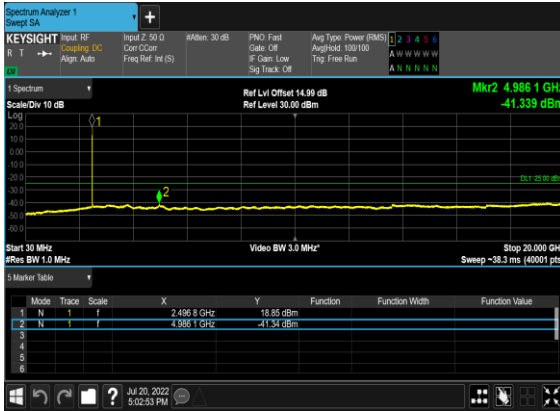 Spectrum Analyzer 1
Swept SA
+
KEYSIGHT Input: RF Input Z: 50 Ω #Atten: 30 dB PNO: Fast Avg Type: Power (RMS) 1 2 3 4 5 6
R T Coupling: DC Corr CCorr Gate: Off Avg|Hold: 100/100 A W W W W W
Align: Auto Freq Ref: Int (S) IF Gain: Low Trig: Free Run
LXI Sig Track: Off A N N N N N
1 Spectrum Ref Lvl Offset 14.99 dB Mkr2 4.986 1 GHz
Scale/Div 10 dB Ref Level 30.00 dBm -41.339 dBm
Log
20.0
1
10.0
0.00
-10.0
-20.0
DL1 -25.00 dBm
-30.0
2
-40.0
-50.0
-60.0
Start 30 MHz Video BW 3.0 MHz* Stop 20.000 GH
#Res BW 1.0 MHz Sweep ~38.3 ms (40001 pts
5 Marker Table
Mode Trace Scale X Y Function Function Width Function Value
1 N 1 f 2.496 8 GHz 18.85 dBm
2 N 1 f 4.986 1 GHz -41.34 dBm
3
4
5
6
? Jul 20, 2022
5:02:53 PM